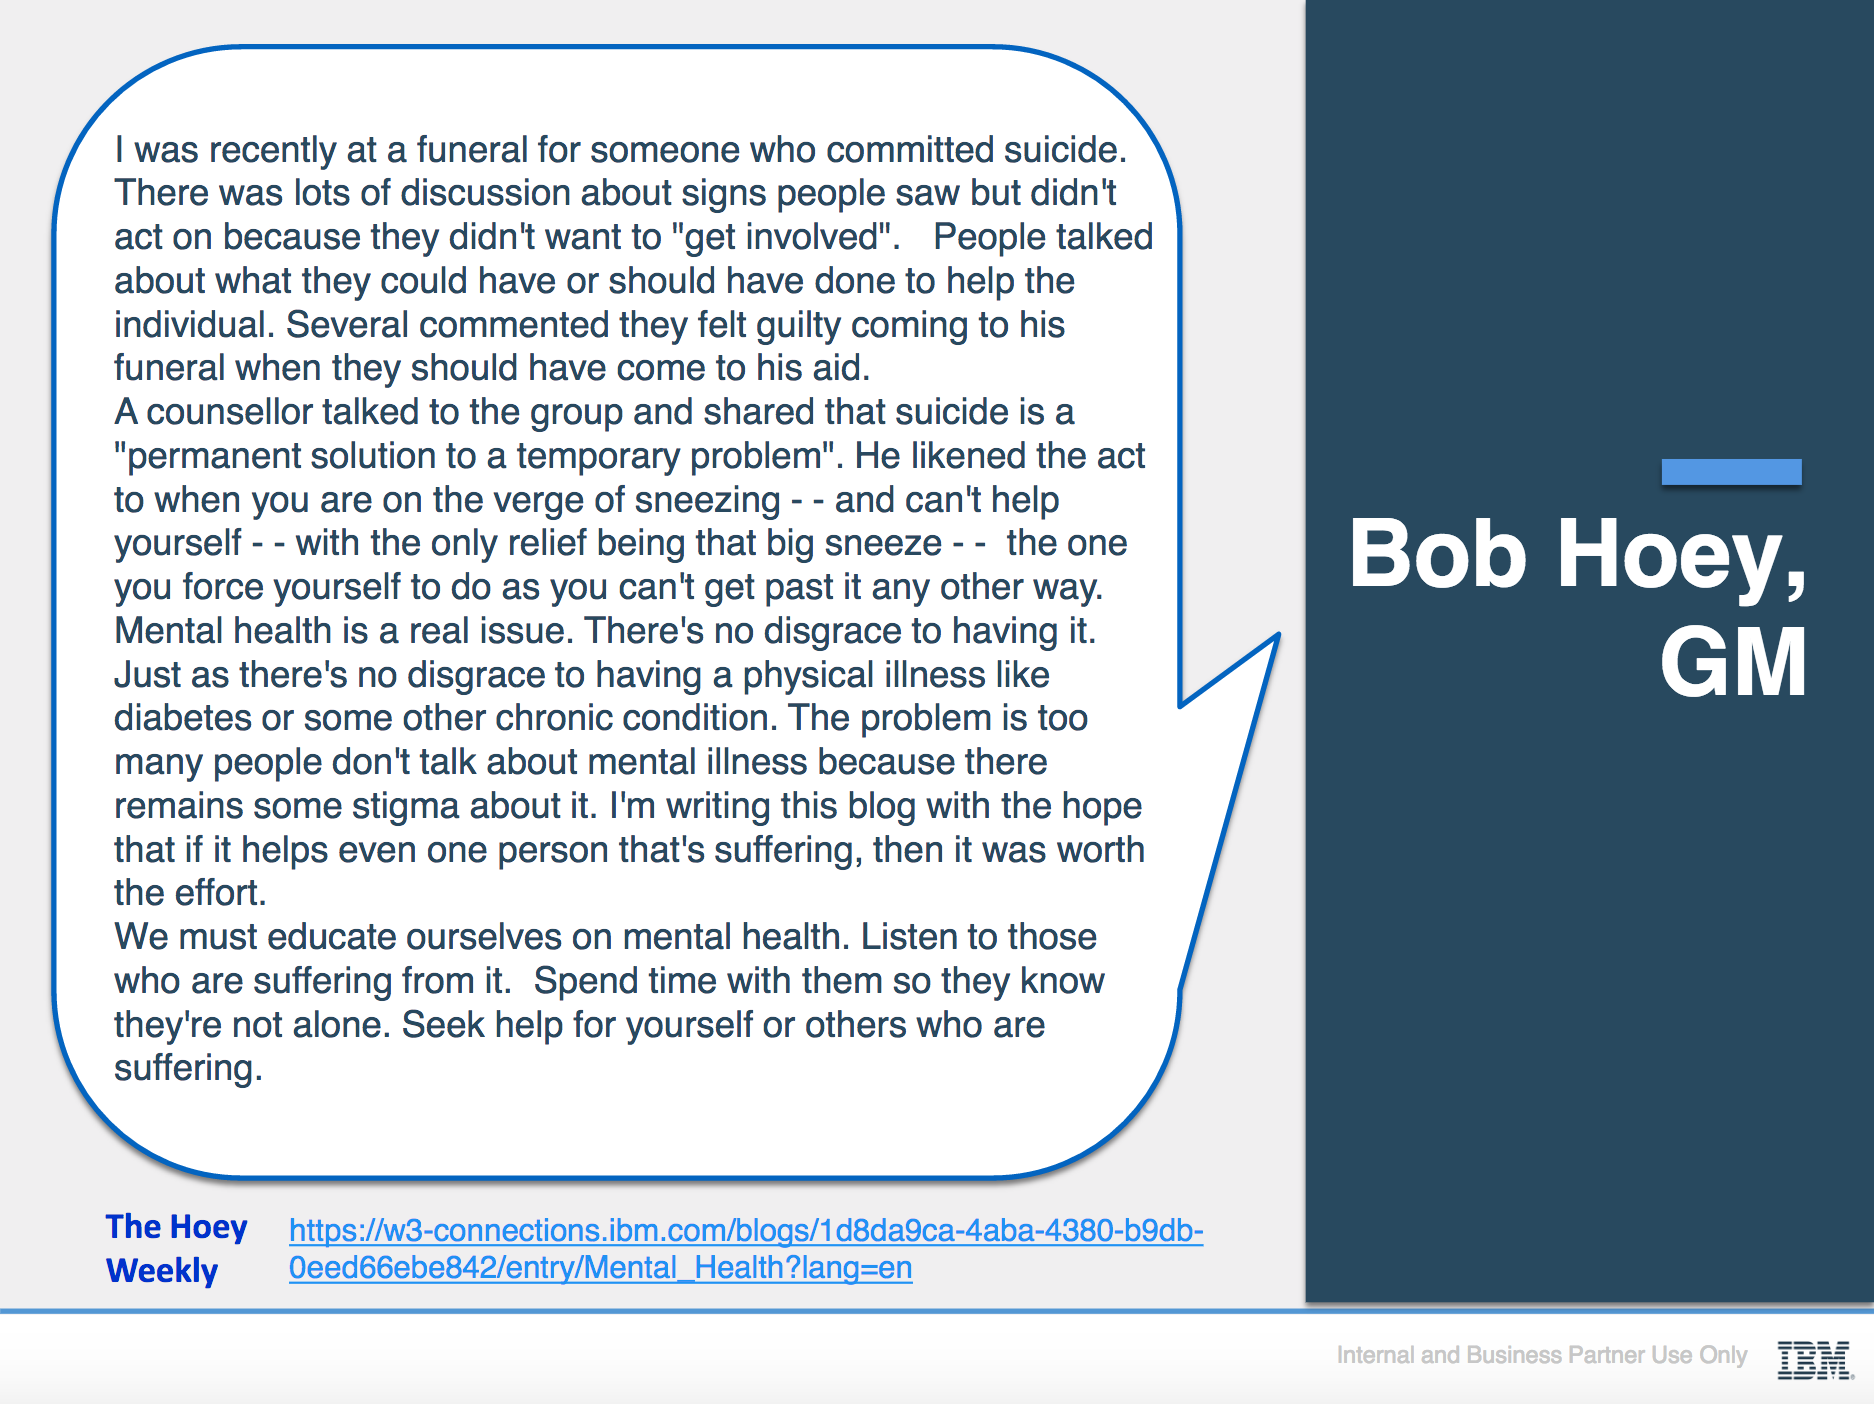 I was recently at a funeral for someone who committed suicide.
There was lots of discussion about signs people saw but didn't
act on because they didn't want to "get involved".   People talked
about what they could have or should have done to help the
individual. Several commented they felt guilty coming to his
funeral when they should have come to his aid.
A counsellor talked to the group and shared that suicide is a
"permanent solution to a temporary problem". He likened the act
to when you are on the verge of sneezing - - and can't help
yourself - - with the only relief being that big sneeze - -  the one
you force yourself to do as you can't get past it any other way.
Mental health is a real issue. There's no disgrace to having it.
Just as there's no disgrace to having a physical illness like
diabetes or some other chronic condition. The problem is too
many people don't talk about mental illness because there
remains some stigma about it. I'm writing this blog with the hope
that if it helps even one person that's suffering, then it was worth
the effort.
We must educate ourselves on mental health. Listen to those
who are suffering from it.  Spend time with them so they know
they're not alone. Seek help for yourself or others who are
suffering.
Bob Hoey,
GM
The Hoey
Weekly
https://w3-connections.ibm.com/blogs/1d8da9ca-4aba-4380-b9db-
0eed66ebe842/entry/Mental_Health?lang=en
Internal and Business Partner Use Only
IBM®